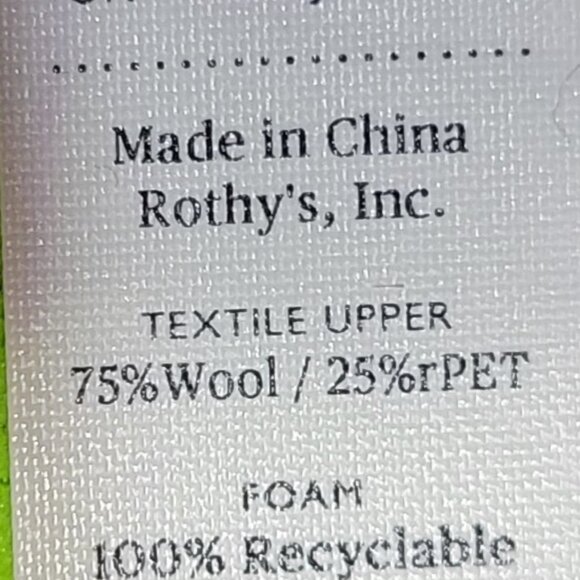 Made in China
Rothy's, Inc.
TEXTILE UPPER
75%Wool / 25%rPET
FOAM
100% Recyclable